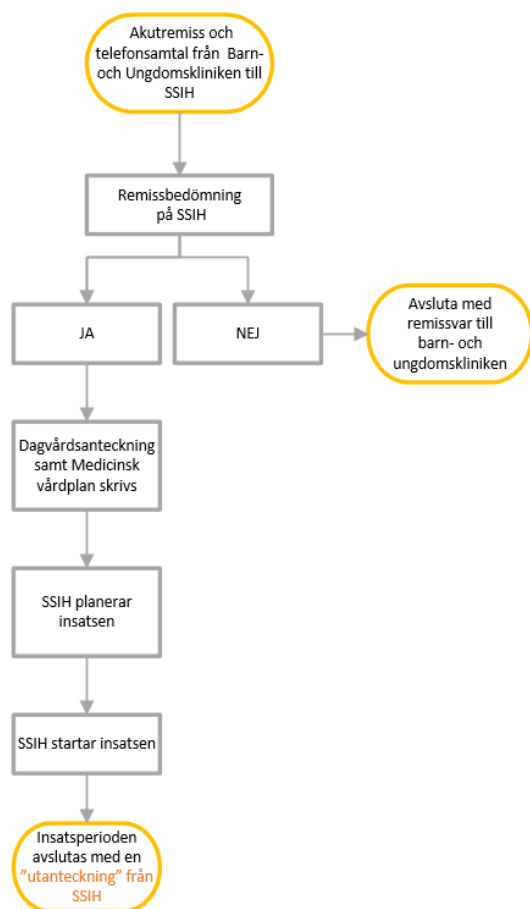 Akutremiss och
telefonsamtal från Barn-
och Ungdomskliniken till
SSIH
Remissbedömning
på SSIH
JA
NEJ
Avsluta med
remissvar till
barn- och
ungdomskliniken
Dagvårdsanteckning
samt Medicinsk
vårdplan skrivs
SSIH planerar
insatsen
SSIH startar insatsen
Insatsperioden
avslutas med en
”utanteckning” från
SSIH